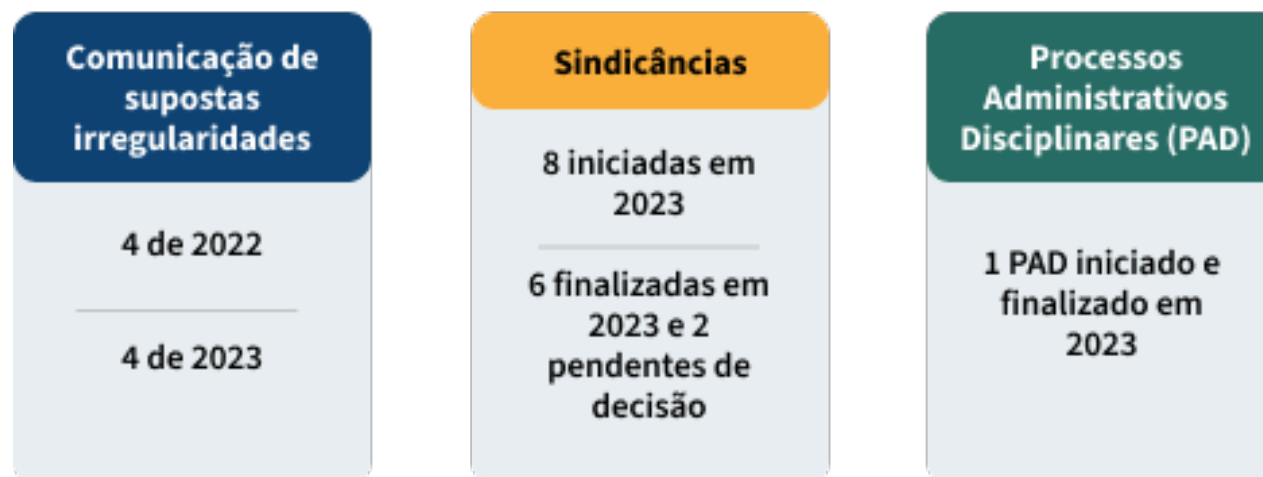 Comunicação de
supostas
irregularidades
4 de 2022
4 de 2023
Sindicâncias
8 iniciadas em
2023
6 finalizadas em
2023 e 2
pendentes de
decisão
Processos
Administrativos
Disciplinares (PAD)
1 PAD iniciado e
finalizado em
2023